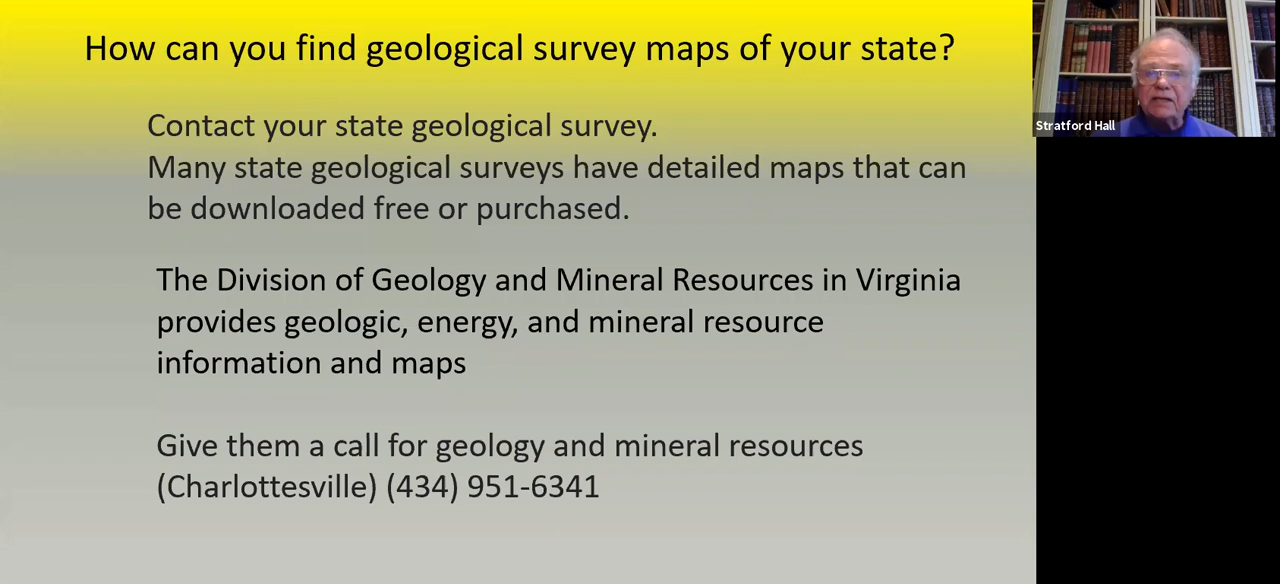 How can you find geological survey maps of your state?
Contact your state geological survey.
Many state geological surveys have detailed maps that can
be downloaded free or purchased.
The Division of Geology and Mineral Resources in Virginia
provides geologic, energy, and mineral resource
information and maps
Give them a call for geology and mineral resources
(Charlottesville) (434) 951-6341
Stratford Hall